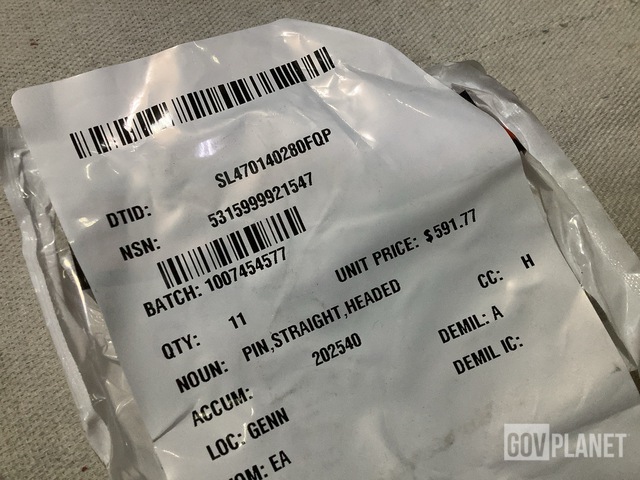 DTID: SL470140280FQP
NSN: 5315999921547
BATCH: 1007454577
QTY: 11 UNIT PRICE: $591.77
NOUN: PIN,STRAIGHT,HEADED CC: H
ACCUM: 202540 DEMIL: A
LOC: GENN DEMIL IC:
EA
GOVPLANET